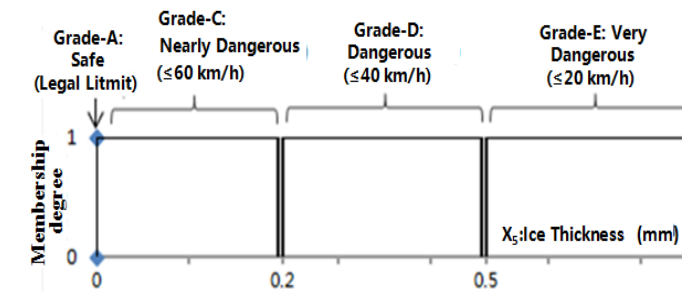 Grade-A:
Safe
(Legal Litmit)
Grade-C:
Nearly Dangerous
(≤60 km/h)
Grade-D:
Dangerous
(≤40 km/h)
Grade-E: Very
Dangerous
(≤20 km/h)
Membership
degree
1
0
X₅:Ice Thickness (mm)
0
0.2
0.5